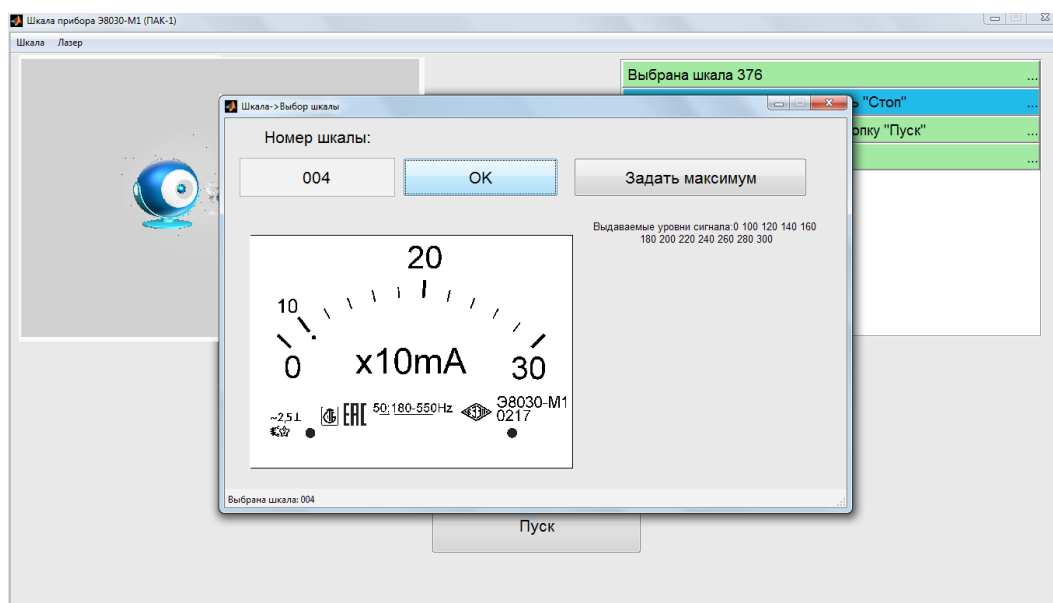 Шкала прибора Э8030-М1 (ПАК-1)
Шкала Лазер
Выбрана шкала 376 ...
ь "Стоп" ...
опку "Пуск" ...
...
Шкала->Выбор шкалы
Номер шкалы:
004 OK Задать максимум
Выдаваемые уровни сигнала:0 100 120 140 160
180 200 220 240 260 280 300
20
10
0 x10mA 30
~2,5 50;180-550Hz Э8030-М1
0217
Выбрана шкала: 004
Пуск